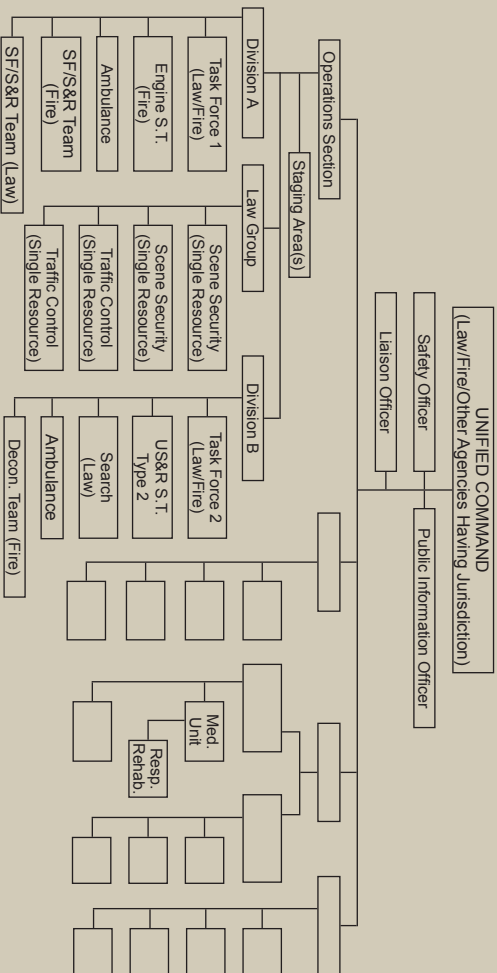 UNIFIED COMMAND
(Law/Fire/Other Agencies Having Jurisdiction)
Safety Officer
Public Information Officer
Liaison Officer
Operations Section
Staging Area(s)
Division A
Task Force 1
(Law/Fire)
Engine S.T.
(Fire)
Ambulance
SF/S&R Team
(Fire)
SF/S&R Team (Law)
Law Group
Scene Security
(Single Resource)
Scene Security
(Single Resource)
Traffic Control
(Single Resource)
Traffic Control
(Single Resource)
Division B
Task Force 2
(Law/Fire)
US&R S.T.
Type 2
Search
(Law)
Ambulance
Decon. Team (Fire)
Med.
Unit
Resp.
Rehab.